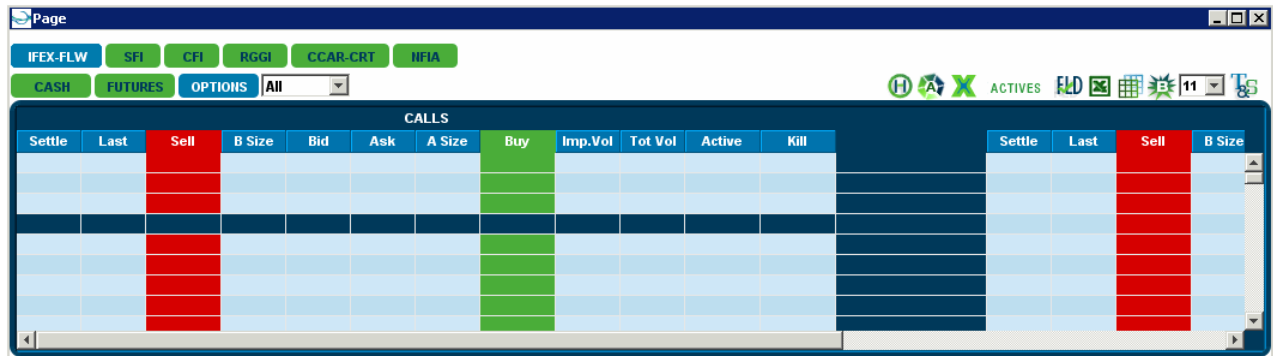 Page
IFEX-FLW SFI CFI RGGI CCAR-CRT NFIA
CASH FUTURES OPTIONS All H A X ACTIVES FLD X B 11 T&S
CALLS
Settle Last Sell B Size Bid Ask A Size Buy Imp.Vol Tot Vol Active Kill Settle Last Sell B Size